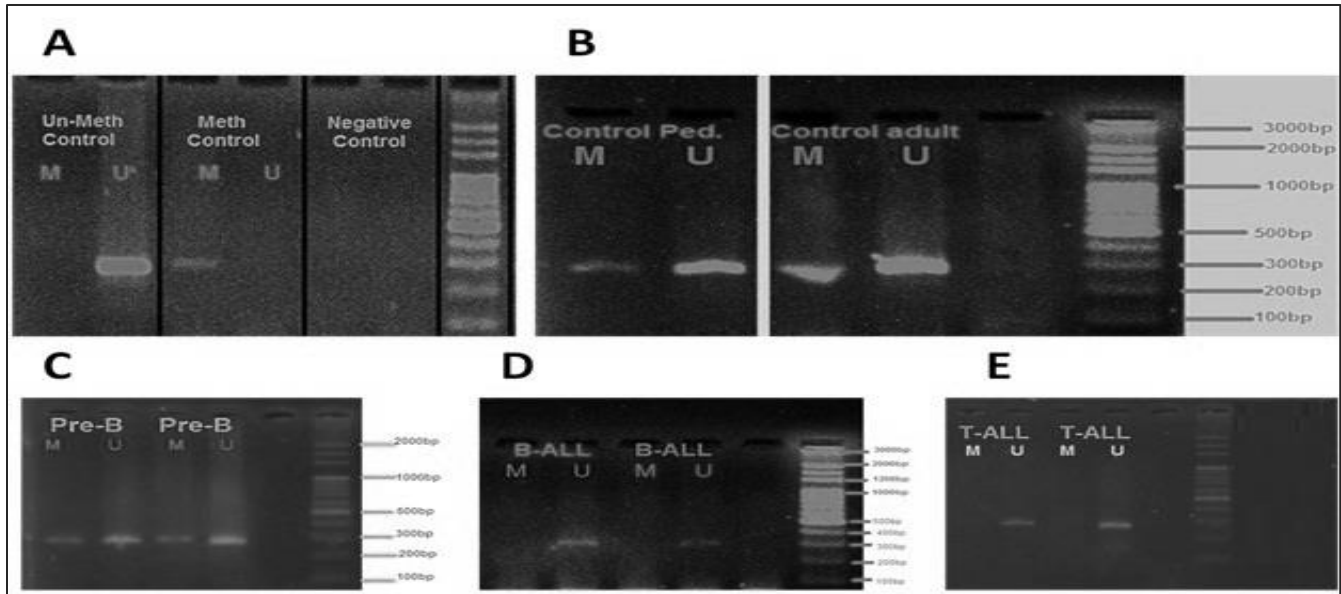 A
Un-Meth
Control
M U
Meth
Control
M U
Negative
Control
B
Control Ped.
M U
Control adult
M U
3000bp
2000bp
1000bp
500bp
300bp
200bp
100bp
C
Pre-B Pre-B
M U M U
2000bp
1000bp
500bp
300bp
200bp
100bp
D
B-ALL B-ALL
M U M U
3000bp
2000bp
1000bp
500bp
400bp
300bp
200bp
100bp
E
T-ALL T-ALL
M U M U